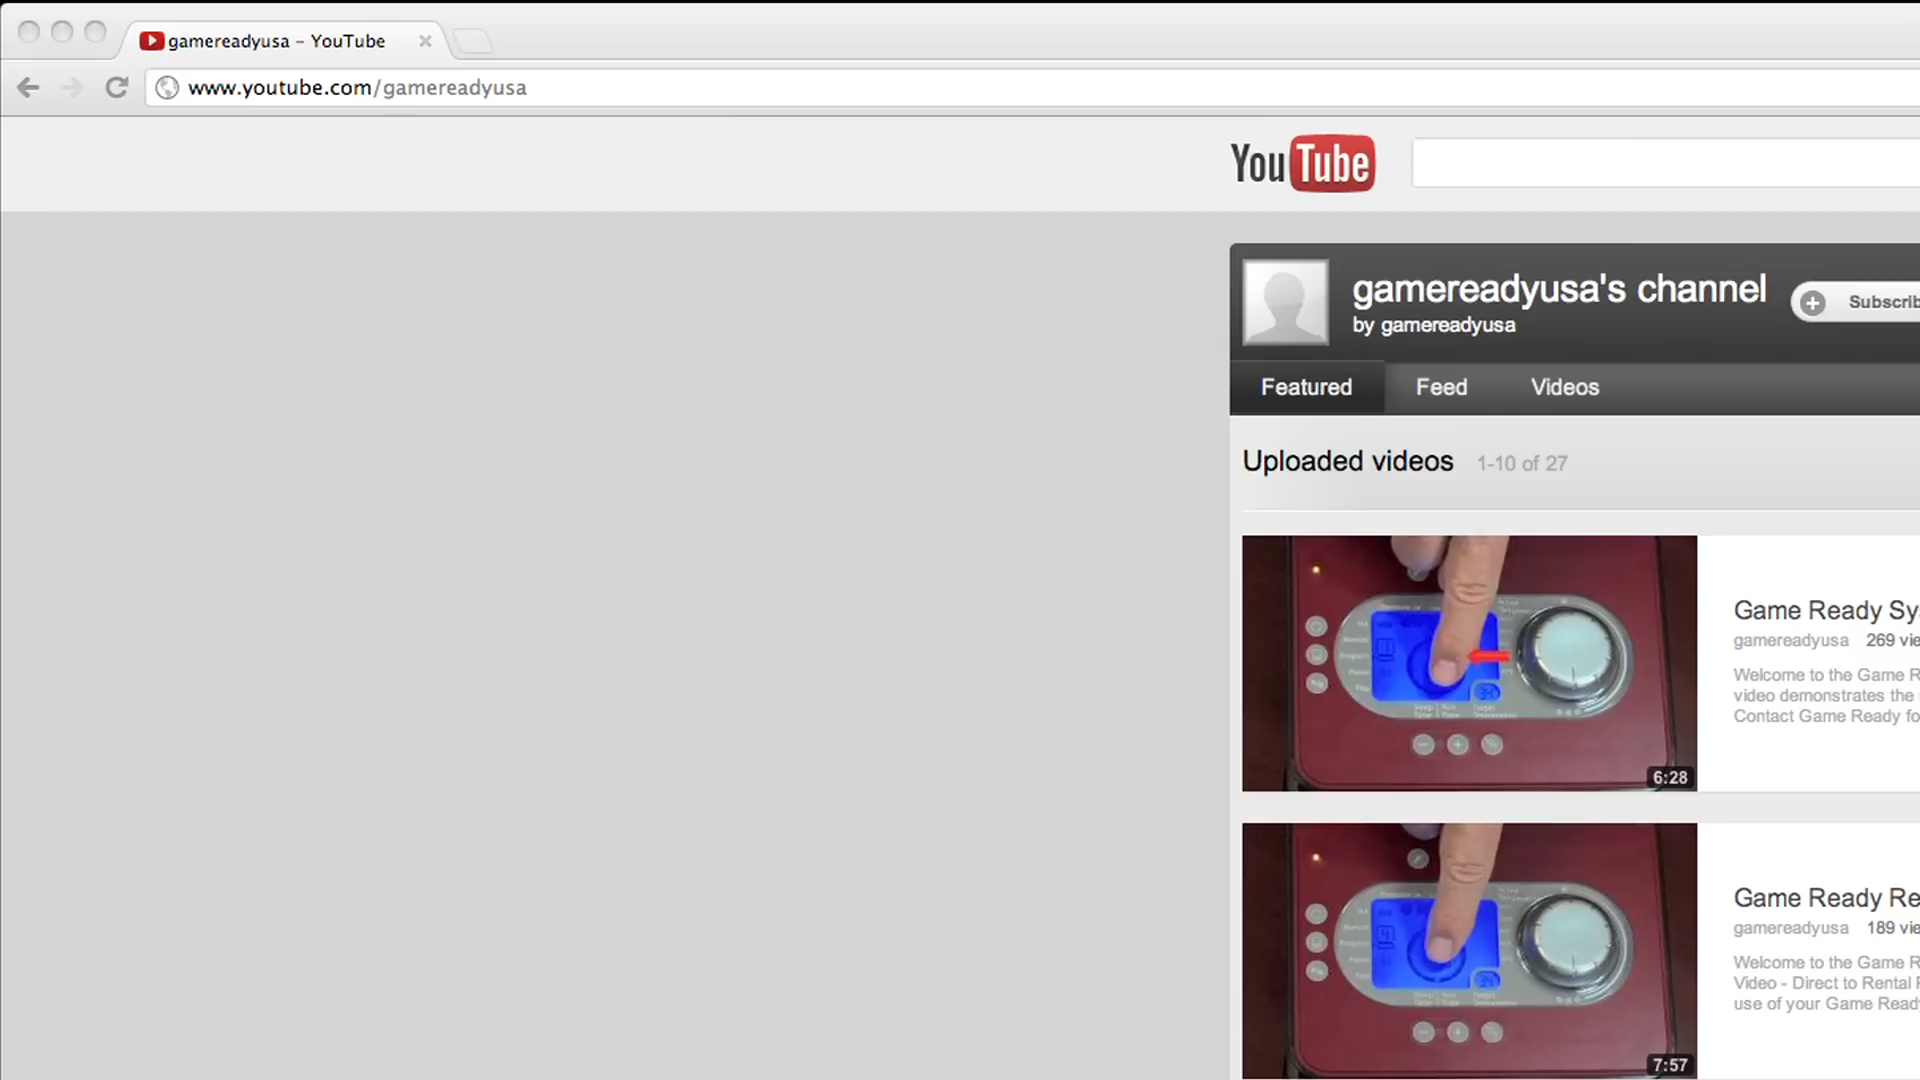 gamereadyusa – YouTube
www.youtube.com/gamereadyusa
YouTube
gamereadyusa's channel
Subscrib
by gamereadyusa
Featured Feed Videos
Uploaded videos 1-10 of 27
Game Ready Sy
gamereadyusa 269 vie
Welcome to the Game R
video demonstrates the
Contact Game Ready fo
6:28
Game Ready Re
gamereadyusa 189 vie
Welcome to the Game R
Video - Direct to Rental
use of your Game Ready
7:57